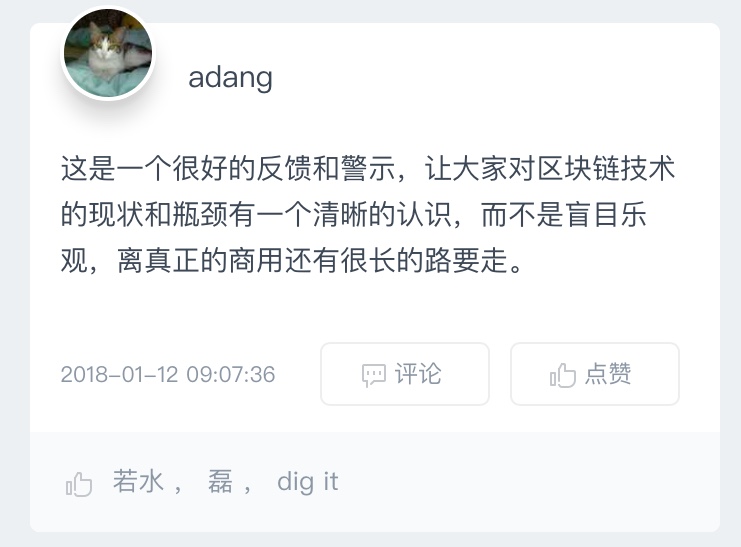 adang
这是一个很好的反馈和警示，让大家对区块链技术
的现状和瓶颈有一个清晰的认识，而不是盲目乐
观，离真正的商用还有很长的路要走。
2018-01-12 09:07:36 评论 点赞
若水 ， 磊 ， dig it